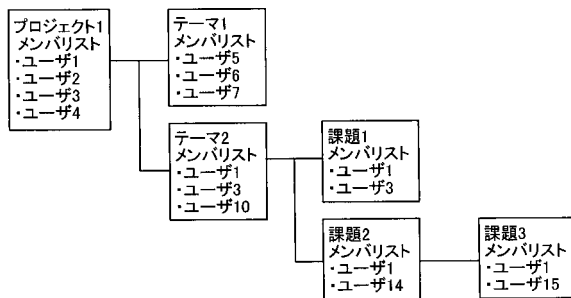 プロジェクト1
メンバリスト
・ユーザ1
・ユーザ2
・ユーザ3
・ユーザ4
テーマ1
メンバリスト
・ユーザ5
・ユーザ6
・ユーザ7
テーマ2
メンバリスト
・ユーザ1
・ユーザ3
・ユーザ10
課題1
メンバリスト
・ユーザ1
・ユーザ3
課題2
メンバリスト
・ユーザ1
・ユーザ14
課題3
メンバリスト
・ユーザ1
・ユーザ15